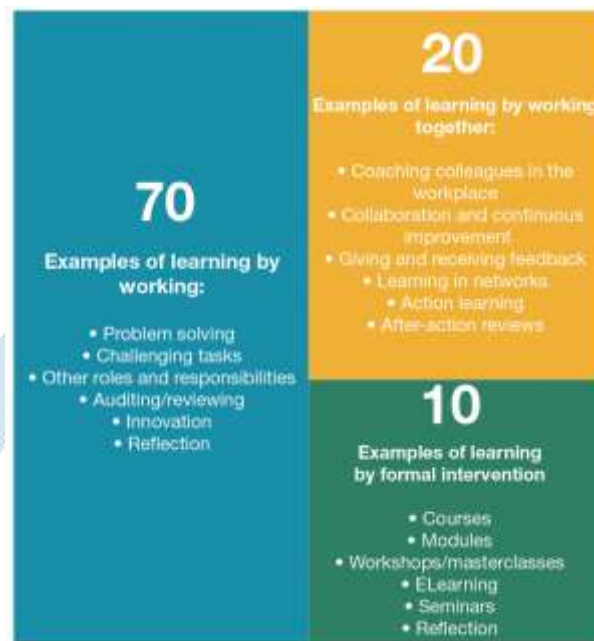 70
Examples of learning by
working:
• Problem solving
• Challenging tasks
• Other roles and responsibilities
• Auditing/reviewing
• Innovation
• Reflection
20
Examples of learning by working
together:
• Coaching colleagues in the
workplace
• Collaboration and continuous
improvement
• Giving and receiving feedback
• Learning in networks
• Action learning
• After-action reviews
10
Examples of learning
by formal intervention
• Courses
• Modules
• Workshops/masterclasses
• ELearning
• Seminars
• Reflection